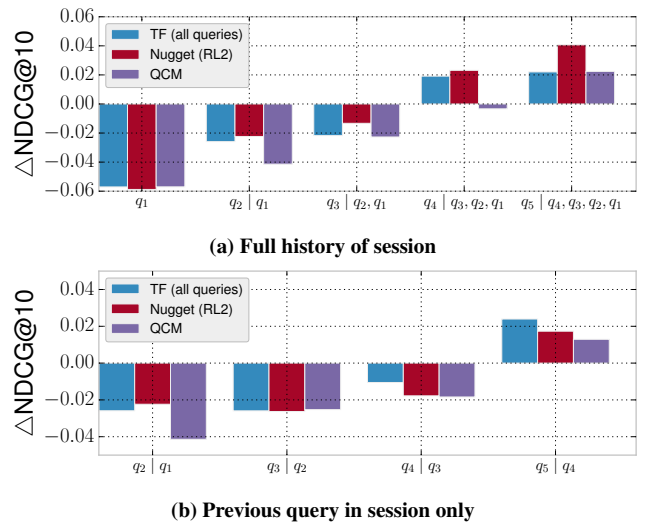 0.06
0.04
0.02
0.00
−0.02
−0.04
−0.06
△NDCG@10
TF (all queries)
Nugget (RL2)
QCM
q1
q2 | q1
q3 | q2, q1
q4 | q3, q2, q1
q5 | q4, q3, q2, q1
(a) Full history of session
0.04
0.02
0.00
−0.02
−0.04
△NDCG@10
TF (all queries)
Nugget (RL2)
QCM
q2 | q1
q3 | q2
q4 | q3
q5 | q4
(b) Previous query in session only